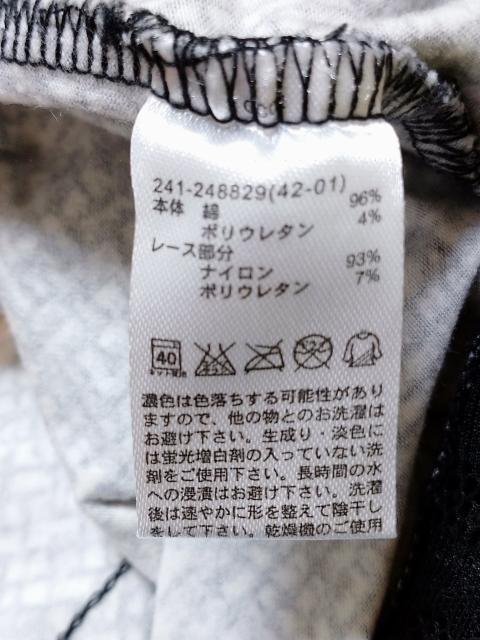 241-248829(42-01)
本体 綿 96%
ポリウレタン 4%
レース部分
ナイロン 93%
ポリウレタン 7%
40
ネット使用
濃色は色落ちする可能性があり
ますので、他の物とのお洗濯は
お避け下さい。生成り・淡色に
は蛍光増白剤の入っていない洗
剤をご使用下さい。長時間の水
への浸漬はお避け下さい。洗濯
後は速やかに形を整えて陰干し
をして下さい。乾燥機のご使用